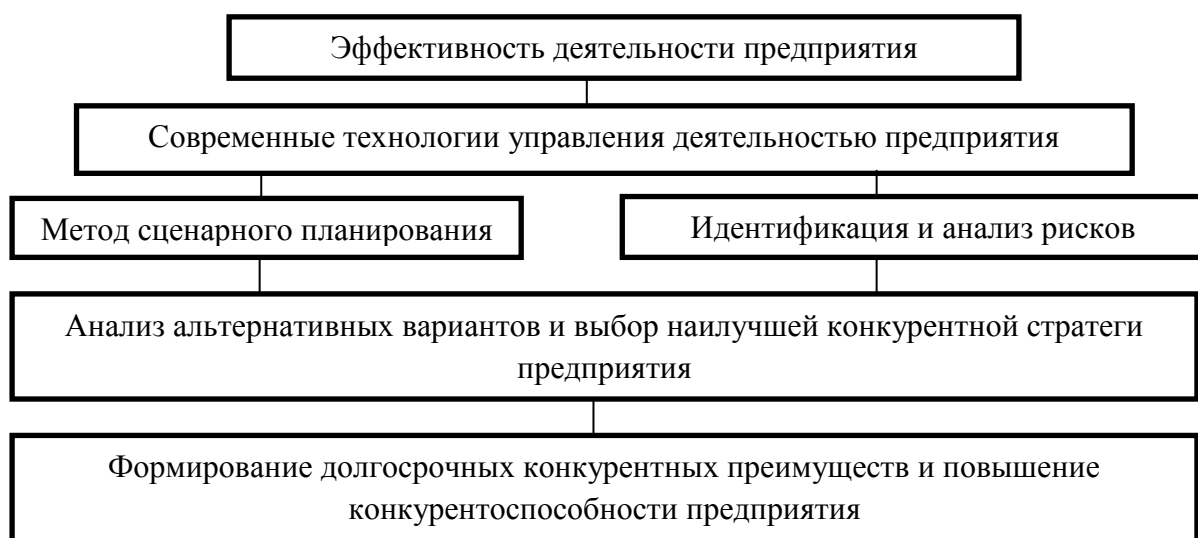 Эффективность деятельности предприятия
Современные технологии управления деятельностью предприятия
Метод сценарного планирования
Идентификация и анализ рисков
Анализ альтернативных вариантов и выбор наилучшей конкурентной стратеги
предприятия
Формирование долгосрочных конкурентных преимуществ и повышение
конкурентоспособности предприятия